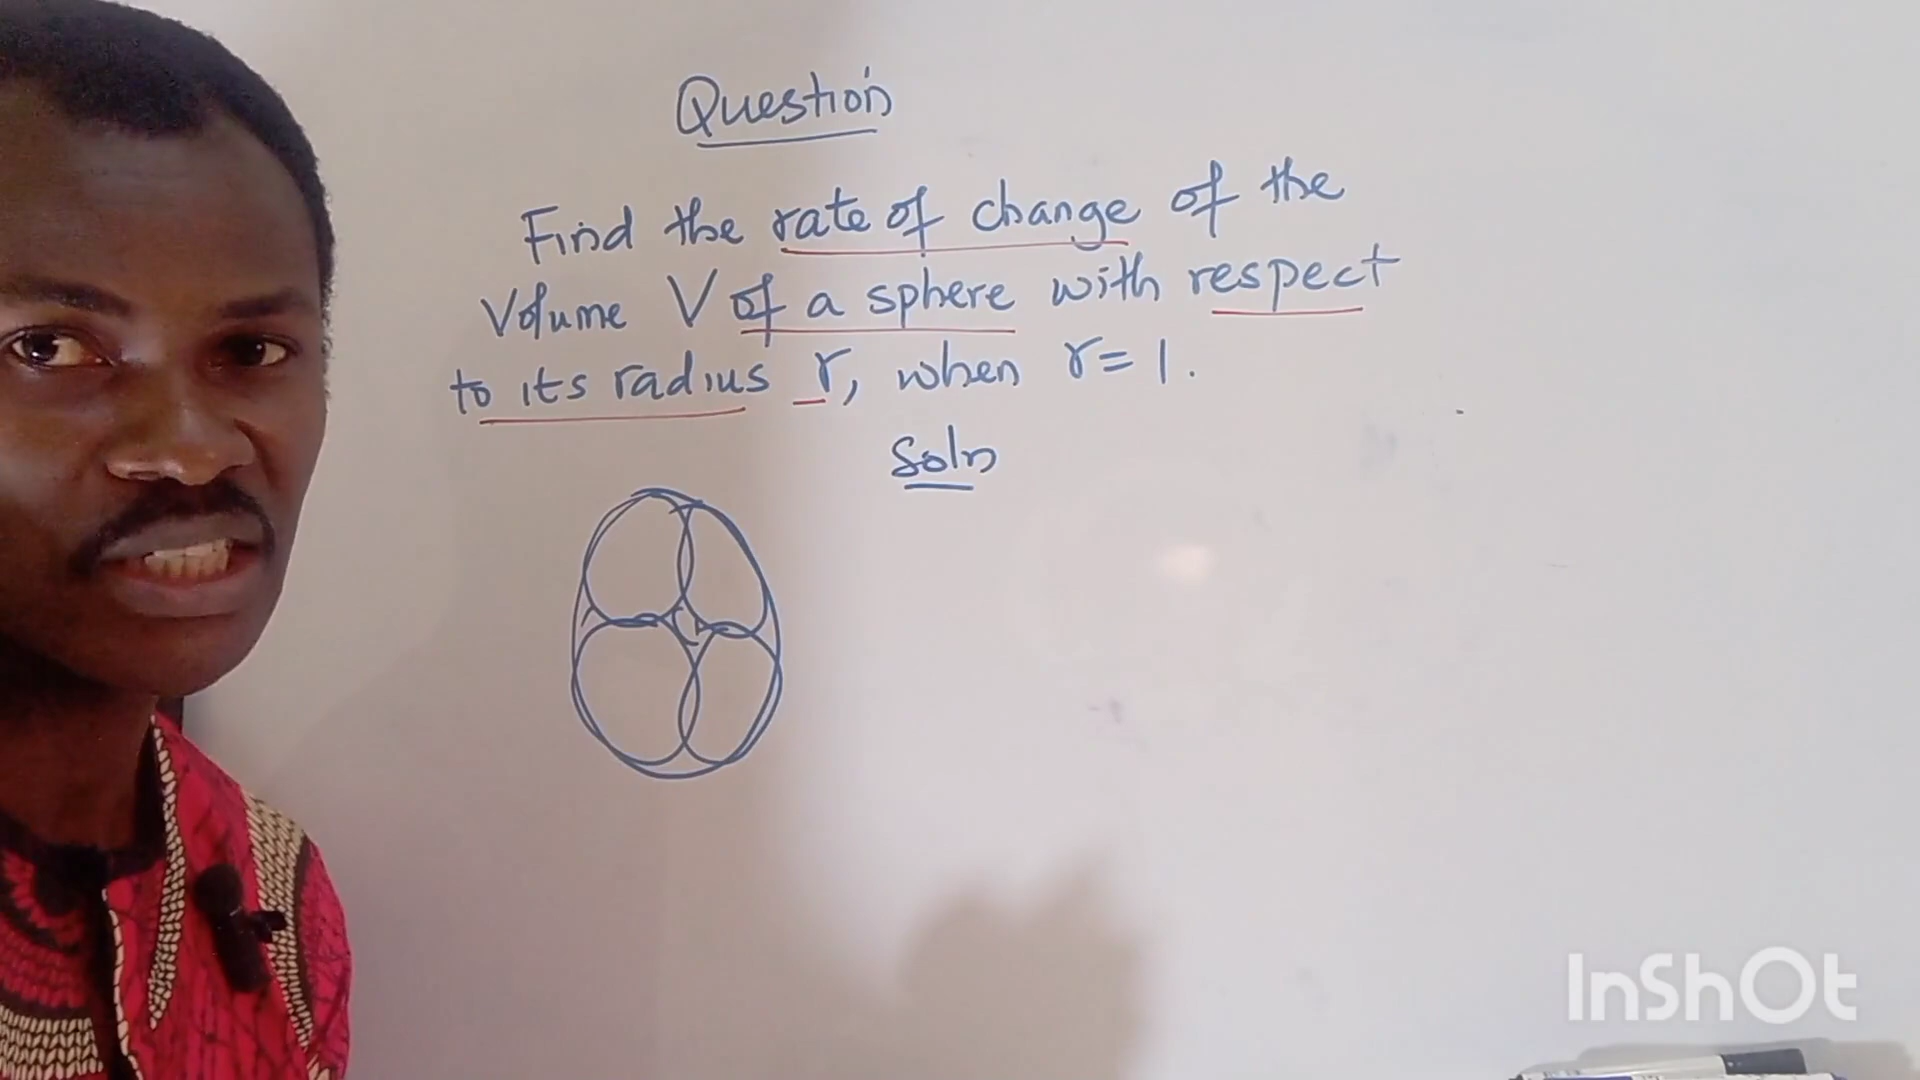 Question
Find the rate of change of the
Volume V of a sphere with respect
to its radius r, when r = 1.
Soln
InShOt